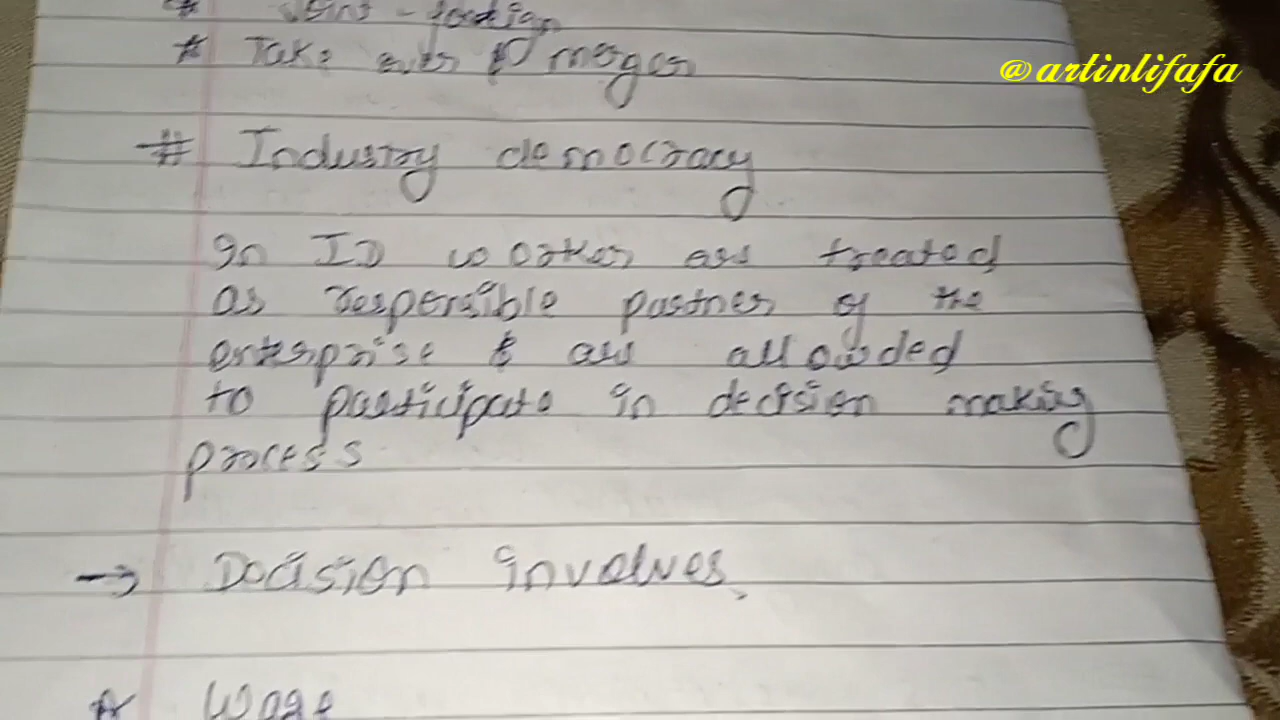 * Take over & merger
@artinlifafa
# Industry democracy
In ID worker are treated
as responsible partner of the
enterprise & are allowded
to participate in decision making
process
→ Decision involves
* Wage